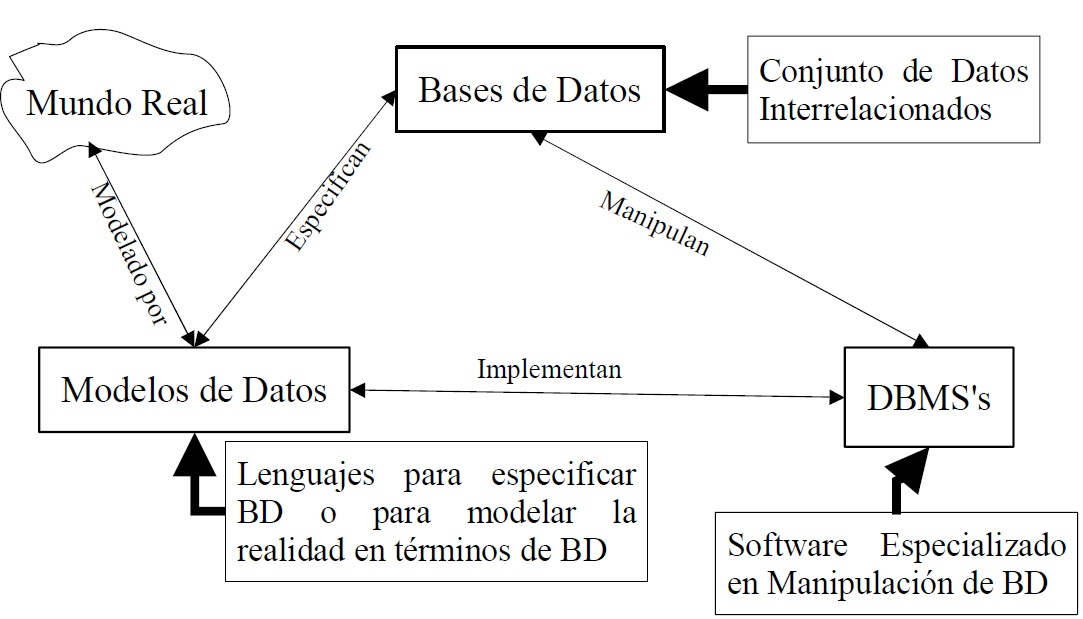 Mundo Real
Bases de Datos
Conjunto de Datos
Interrelacionados
Modelado por
Especifican
Manipulan
Implementan
Modelos de Datos
DBMS's
Lenguajes para especificar
BD o para modelar la
realidad en términos de BD
Software Especializado
en Manipulación de BD